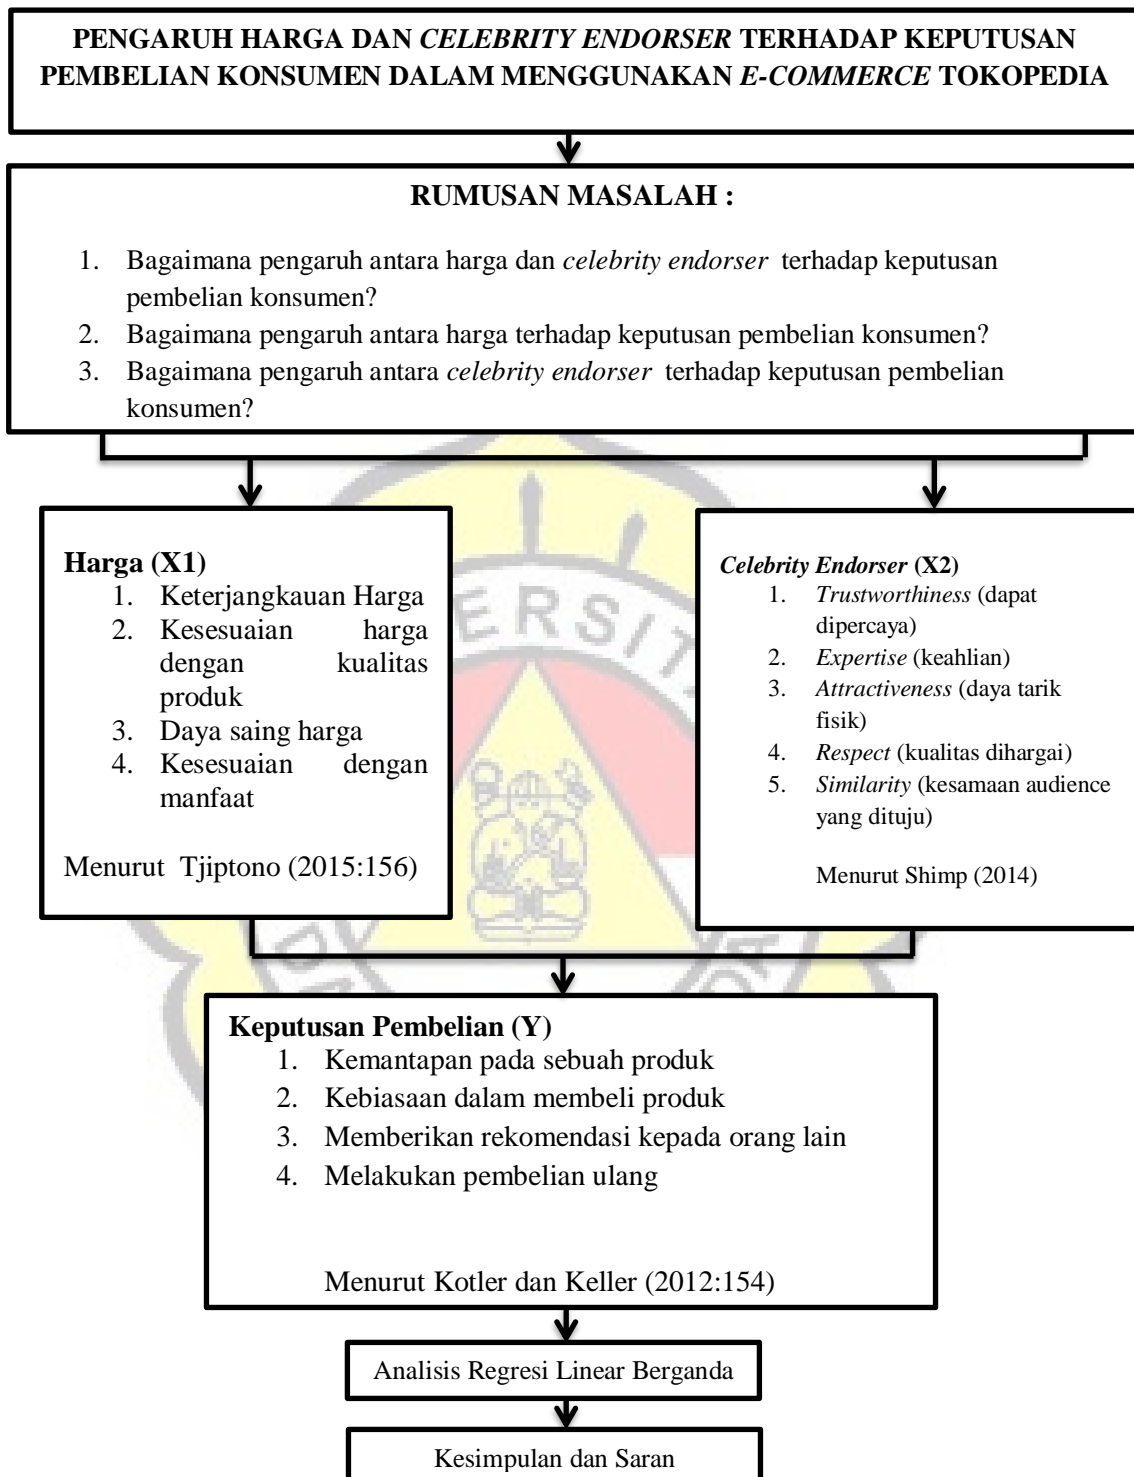 PENGARUH HARGA DAN CELEBRITY ENDORSER TERHADAP KEPUTUSAN
PEMBELIAN KONSUMEN DALAM MENGGUNAKAN E-COMMERCE TOKOPEDIA
RUMUSAN MASALAH :
1. Bagaimana pengaruh antara harga dan celebrity endorser terhadap keputusan
pembelian konsumen?
2. Bagaimana pengaruh antara harga terhadap keputusan pembelian konsumen?
3. Bagaimana pengaruh antara celebrity endorser terhadap keputusan pembelian
konsumen?
Harga (X1)
1. Keterjangkauan Harga
2. Kesesuaian harga
dengan kualitas
produk
3. Daya saing harga
4. Kesesuaian dengan
manfaat
Menurut Tjiptono (2015:156)
Celebrity Endorser (X2)
1. Trustworthiness (dapat
dipercaya)
2. Expertise (keahlian)
3. Attractiveness (daya tarik
fisik)
4. Respect (kualitas dihargai)
5. Similarity (kesamaan audience
yang dituju)
Menurut Shimp (2014)
Keputusan Pembelian (Y)
1. Kemantapan pada sebuah produk
2. Kebiasaan dalam membeli produk
3. Memberikan rekomendasi kepada orang lain
4. Melakukan pembelian ulang
Menurut Kotler dan Keller (2012:154)
Analisis Regresi Linear Berganda
Kesimpulan dan Saran